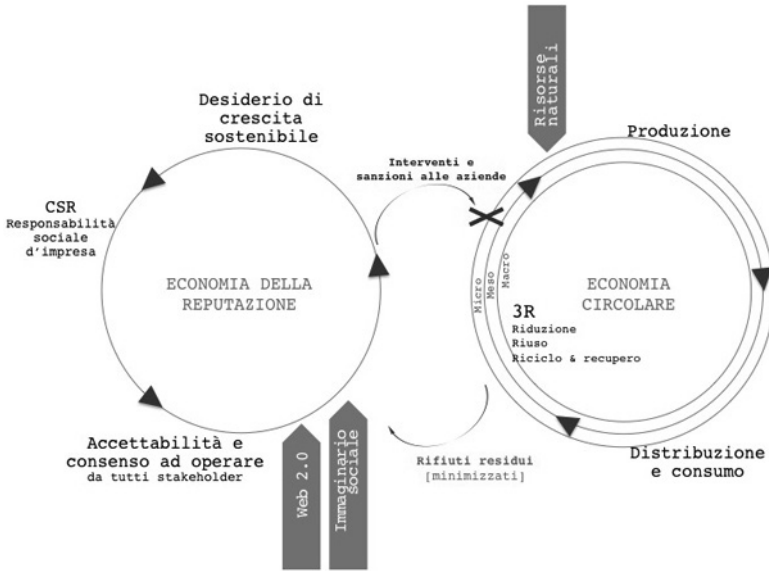 Risorse
naturali
Desiderio di
crescita
sostenibile
Produzione
Interventi e
sanzioni alle aziende
CSR
Responsabilità
sociale
d'impresa
ECONOMIA DELLA
REPUTAZIONE
Micro
Meso
Macro
ECONOMIA
CIRCOLARE
3R
Riduzione
Riuso
Riciclo & recupero
Accettabilità e
consenso ad operare
da tutti stakeholder
Web 2.0
Immaginario
sociale
Rifiuti residui
[minimizzati]
Distribuzione
e consumo